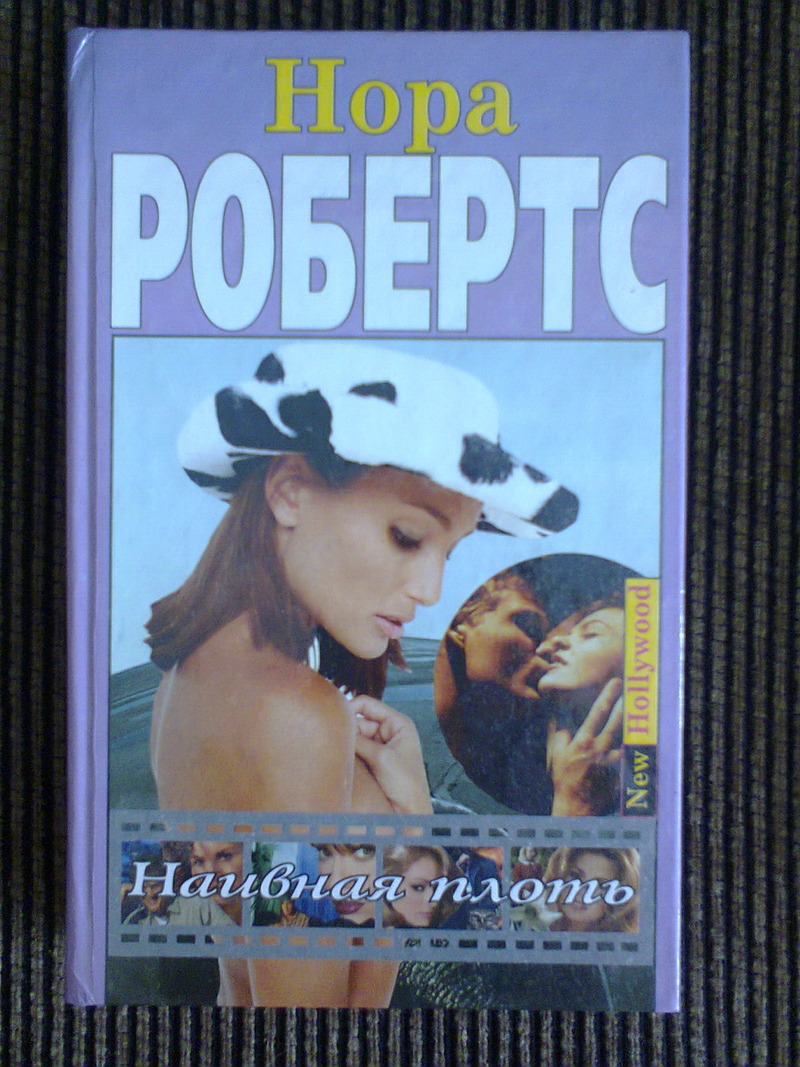 Нора
РОБЕРТС
New Hollywood
Наивная плоть